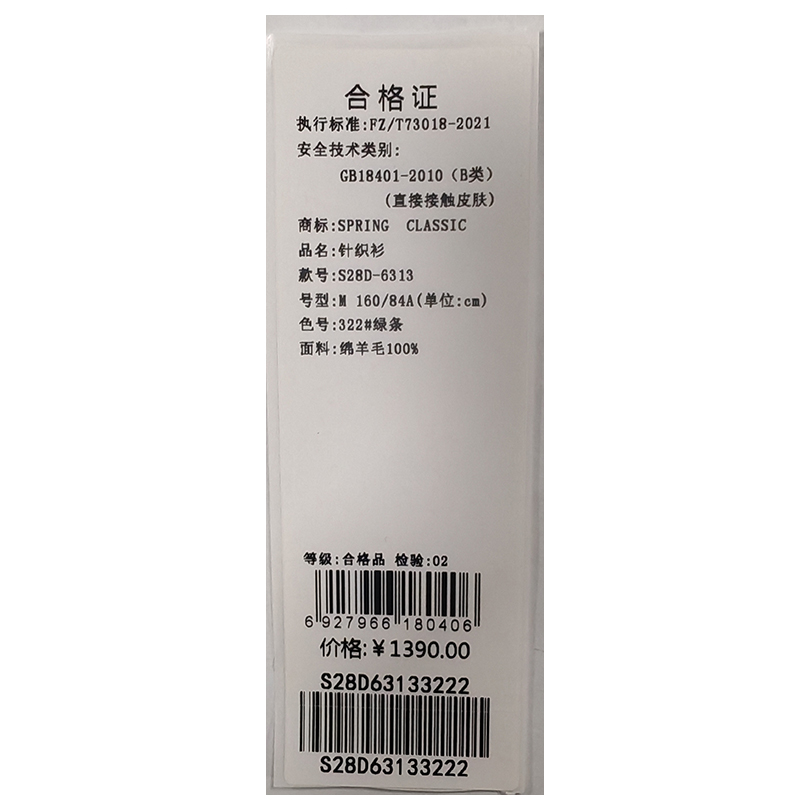 合格证
执行标准:FZ/T73018-2021
安全技术类别:
GB18401-2010（B类）
(直接接触皮肤)
商标:SPRING CLASSIC
品名:针织衫
款号:S28D-6313
号型:M 160/84A(单位:cm)
色号:322#绿条
面料:绵羊毛100%
等级:合格品 检验:02
6 927966 180406
价格:￥1390.00
S28D63133222
S28D63133222